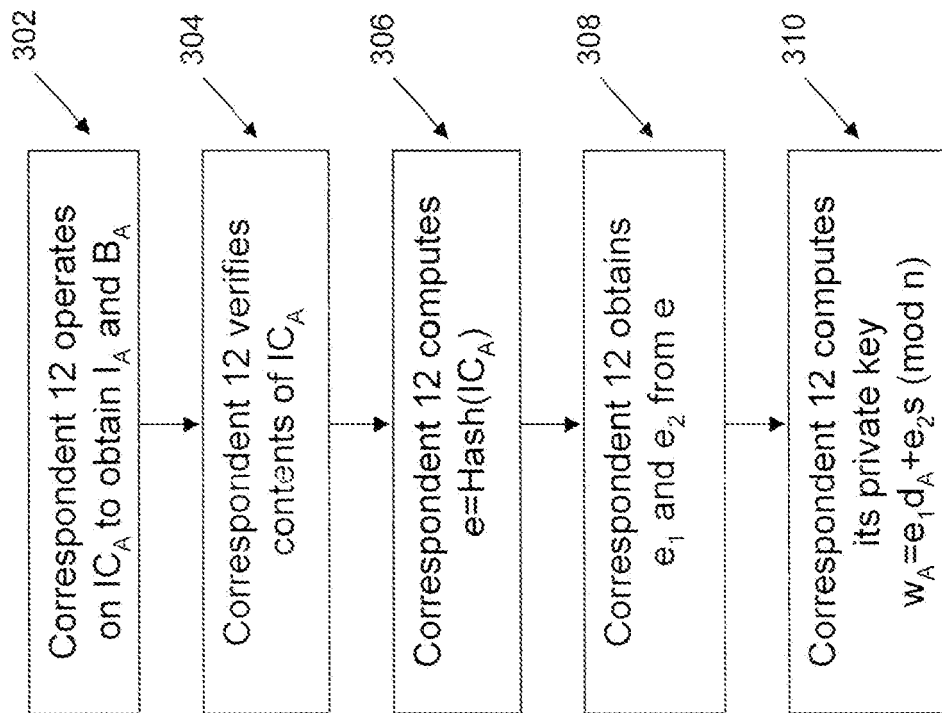 Correspondent 12 operates
on IC_A to obtain I_A and B_A
302
Correspondent 12 verifies
contents of IC_A
304
Correspondent 12 computes
e=Hash(IC_A)
306
Correspondent 12 obtains
e_1 and e_2 from e
308
Correspondent 12 computes
its private key
w_A=e_1d_A+e_2s (mod n)
310